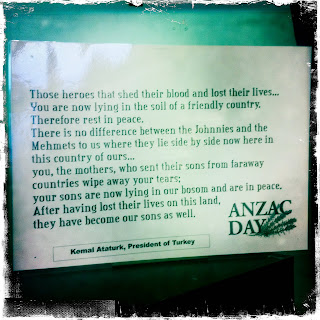 Those heroes that shed their blood and lost their lives...
You are now lying in the soil of a friendly country.
Therefore rest in peace.
There is no difference between the Johnnies and the
Mehmets to us where they lie side by side now here in
this country of ours...
you, the mothers, who sent their sons from faraway
countries wipe away your tears;
your sons are now lying in our bosom and are in peace.
After having lost their lives on this land,
they have become our sons as well.
ANZAC
DAY
Kemal Ataturk, President of Turkey